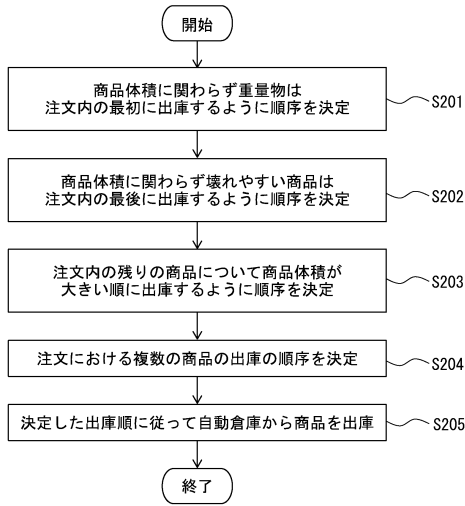 開始
商品体積に関わらず重量物は
注文内の最初に出庫するように順序を決定
S201
商品体積に関わらず壊れやすい商品は
注文内の最後に出庫するように順序を決定
S202
注文内の残りの商品について商品体積が
大きい順に出庫するように順序を決定
S203
注文における複数の商品の出庫の順序を決定
S204
決定した出庫順に従って自動倉庫から商品を出庫
S205
終了